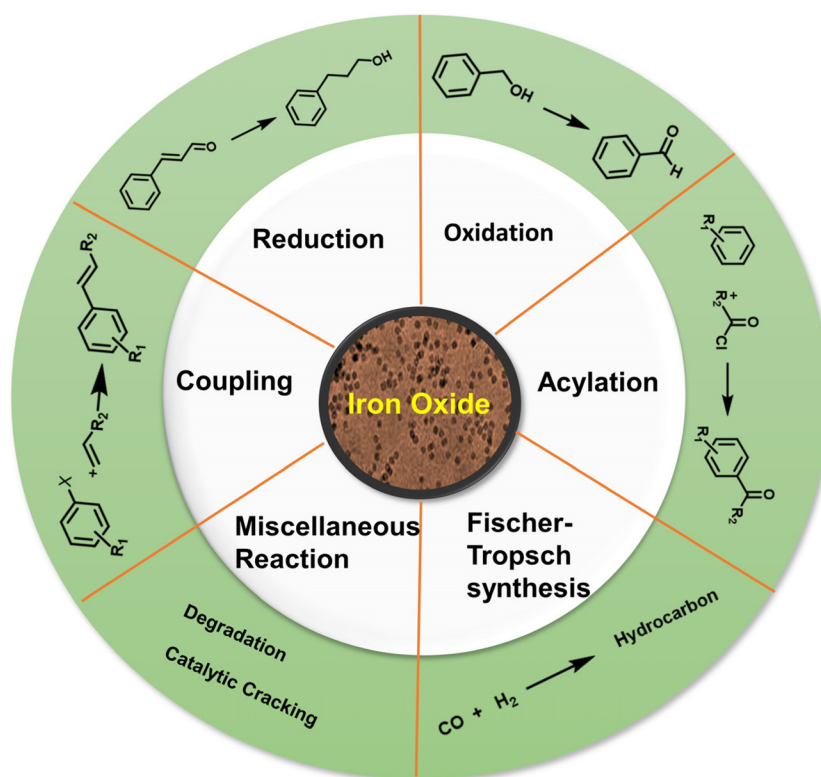 OH
O
Reduction
OH
O
H
Oxidation
R1
+
R2
O
Cl
R1
O
R2
Acylation
Fischer-
Tropsch
synthesis
CO + H2
Hydrocarbon
Miscellaneous
Reaction
Degradation
Catalytic Cracking
Coupling
R2
R1
R2
+
X
R1
Iron Oxide